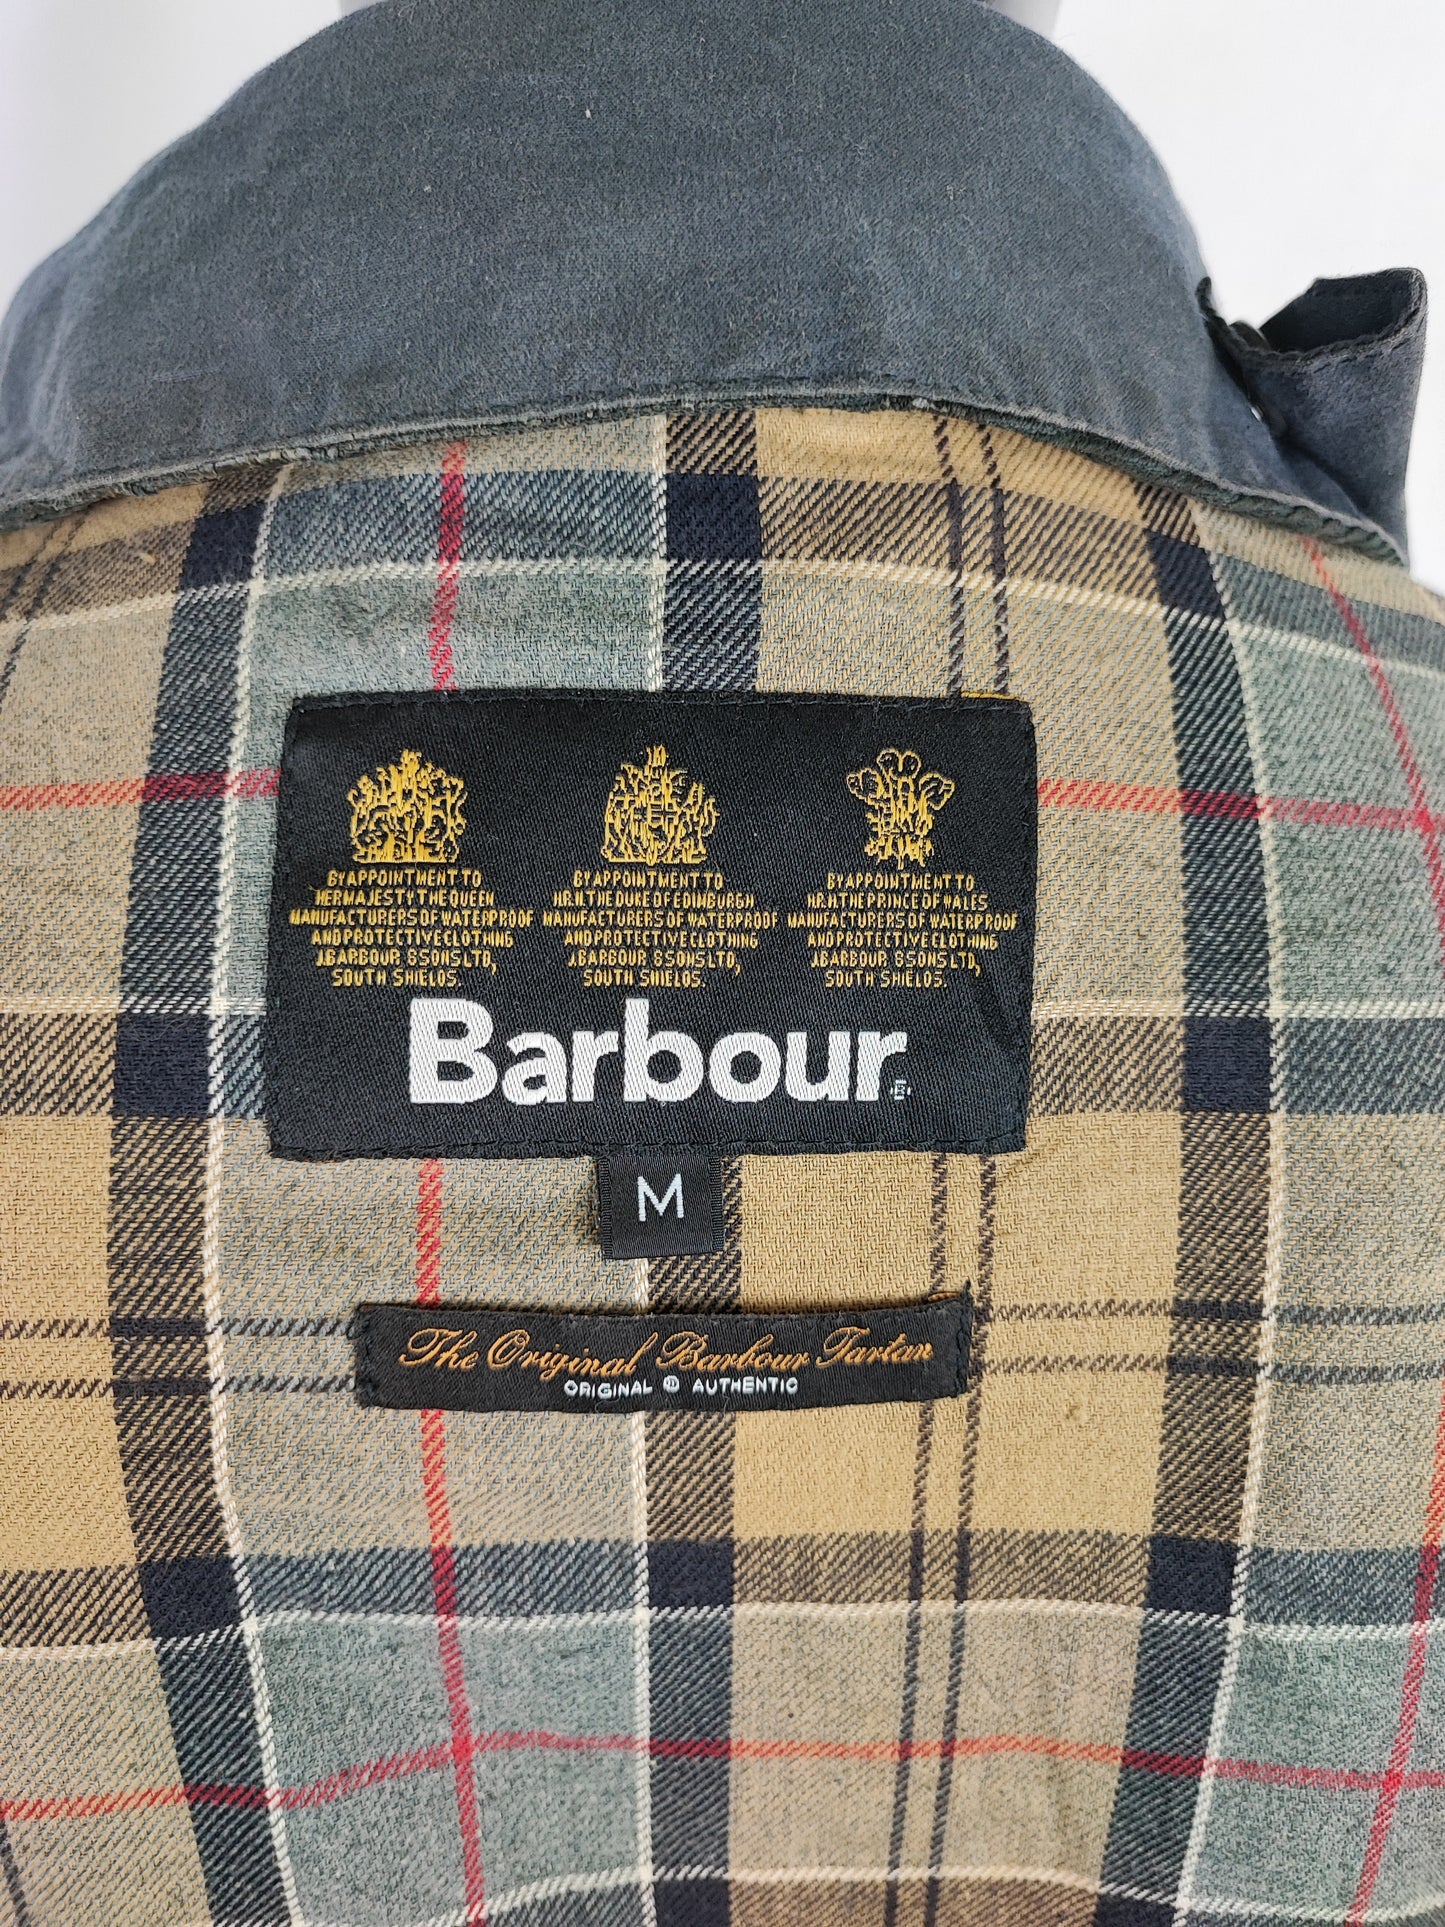 BY APPOINTMENT TO
HER MAJESTY THE QUEEN
MANUFACTURERS OF WATERPROOF
AND PROTECTIVE CLOTHING
J.BARBOUR & SONS LTD,
SOUTH SHIELDS.
BY APPOINTMENT TO
H.R.H. THE DUKE OF EDINBURGH
MANUFACTURERS OF WATERPROOF
AND PROTECTIVE CLOTHING
J.BARBOUR & SONS LTD,
SOUTH SHIELDS.
BY APPOINTMENT TO
H.R.H. THE PRINCE OF WALES
MANUFACTURERS OF WATERPROOF
AND PROTECTIVE CLOTHING
J.BARBOUR & SONS LTD,
SOUTH SHIELDS.
Barbour®
M
The Original Barbour Tartan
ORIGINAL AUTHENTIC